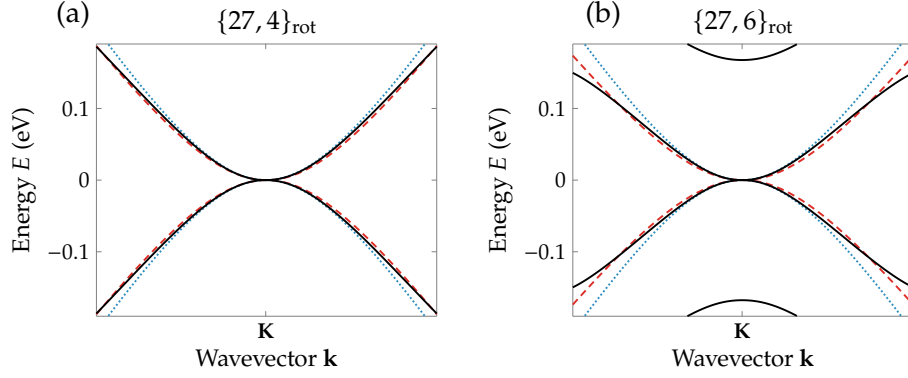 (a)
{27, 4}rot
Energy E (eV)
0.1
0
−0.1
K
Wavevector k
(b)
{27, 6}rot
Energy E (eV)
0.1
0
−0.1
K
Wavevector k